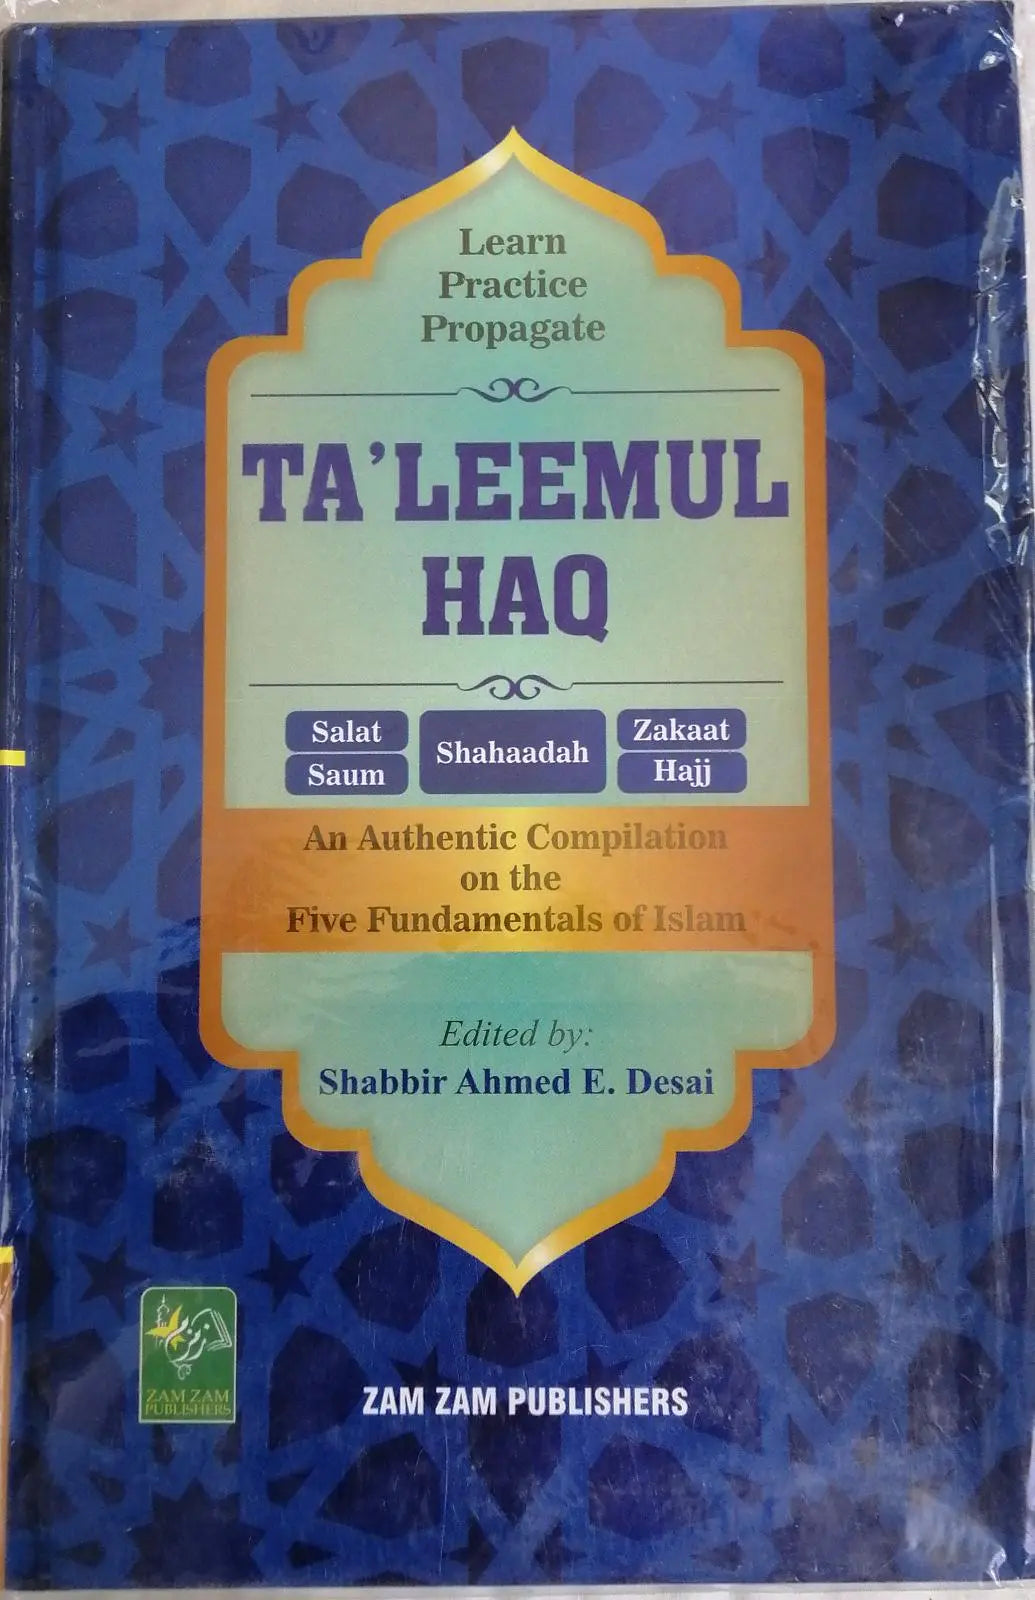 Learn
Practice
Propagate
TA'LEEMUL
HAQ
Salat
Saum
Shahaadah
Zakaat
Hajj
An Authentic Compilation
on the
Five Fundamentals of Islam
Edited by:
Shabbir Ahmed E. Desai
زمزم
ZAM ZAM
PUBLISHERS
ZAM ZAM PUBLISHERS